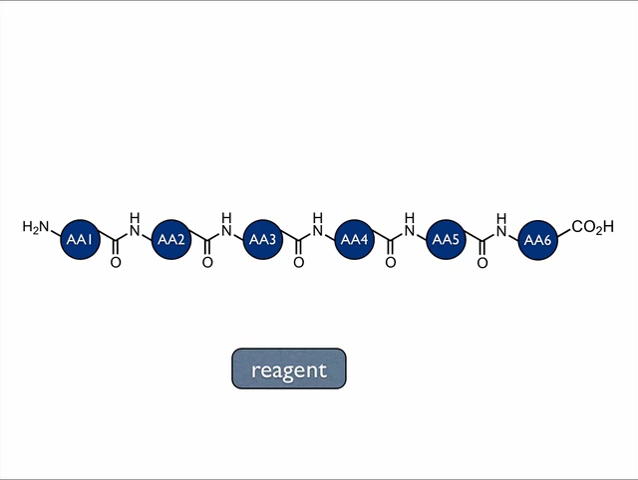 H₂N AA1 O H N AA2 O H N AA3 O H N AA4 O H N AA5 O H N AA6 CO₂H
reagent